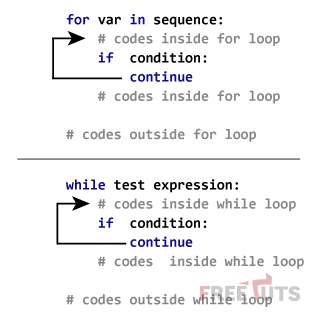 for var in sequence:
# codes inside for loop
if condition:
continue
# codes inside for loop
# codes outside for loop
while test expression:
# codes inside while loop
if condition:
continue
# codes inside while loop
# codes outside while loop
FREETUTS